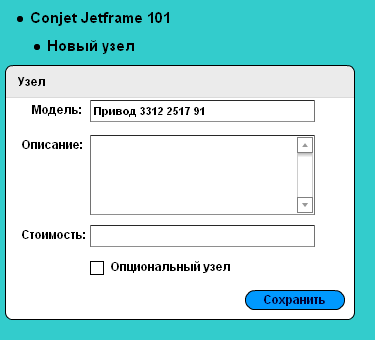 Conjet Jetframe 101
Новый узел
Узел
Модель: Привод 3312 2517 91
Описание:
Стоимость:
Опциональный узел
Сохранить